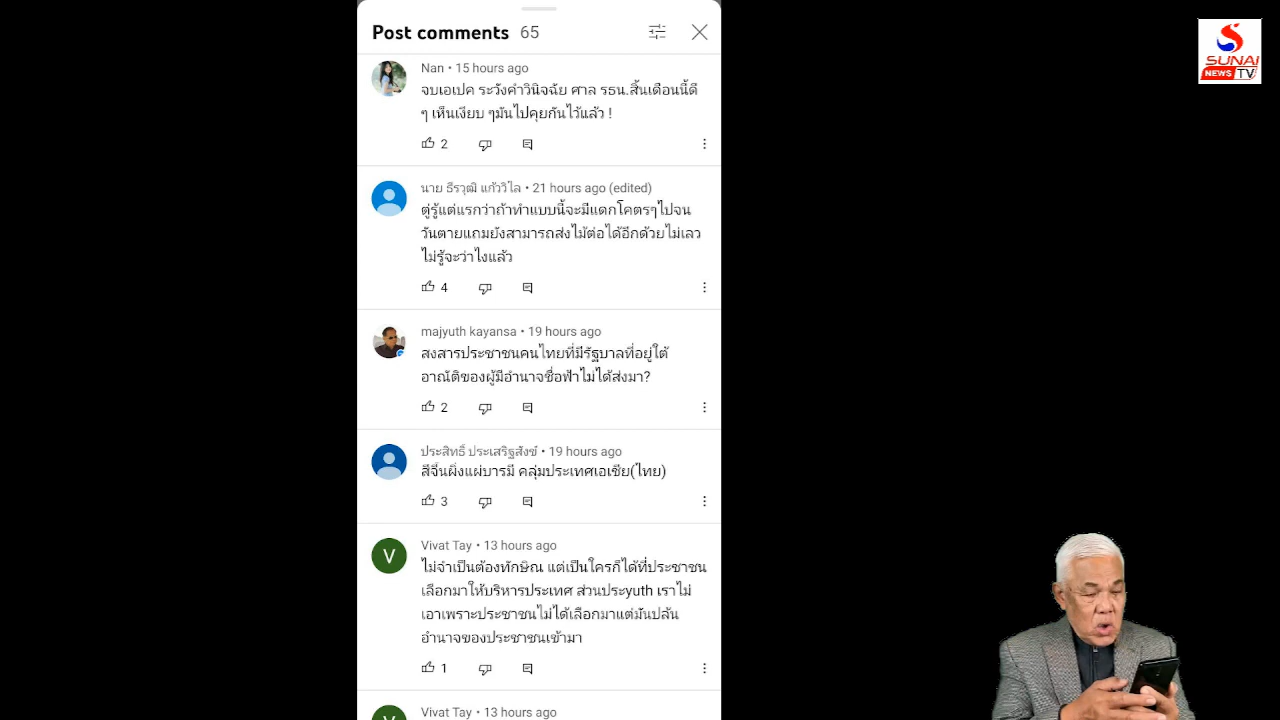 Post comments 65
SUNAI
NEWS TV
Nan • 15 hours ago
จบเอเปค ระวังคำวินิจฉัย ศาล รธน.สิ้นเดือนนี้ดี
ๆ เห็นเงียบ ๆมันไปคุยกันไว้แล้ว !
2
นาย ธีรวุฒิ แก้ววิไล • 21 hours ago (edited)
ตู่รู้แต่แรกว่าถ้าทำแบบนี้จะมีแดกโคตรๆไปจน
วันตายแถมยังสามารถส่งไม้ต่อได้อีกด้วยไม่เลว
ไม่รู้จะว่าไงแล้ว
4
majyuth kayansa • 19 hours ago
สงสารประชาชนคนไทยที่มีรัฐบาลที่อยู่ใต้
อาณัติของผู้มีอำนาจชื่อฟ้าไม่ได้ส่งมา?
2
ประสิทธิ์ ประเสริฐสังข์ • 19 hours ago
สีจิ้นผิงแผ่บารมี คลุ่มประเทศเอเซีย(ไทย)
3
V
Vivat Tay • 13 hours ago
ไม่จำเป็นต้องทักษิณ แต่เป็นใครก็ได้ที่ประชาชน
เลือกมาให้บริหารประเทศ ส่วนประyuth เราไม่
เอาเพราะประชาชนไม่ได้เลือกมาแต่มันปล้น
อำนาจของประชาชนเข้ามา
1
Vivat Tay • 13 hours ago